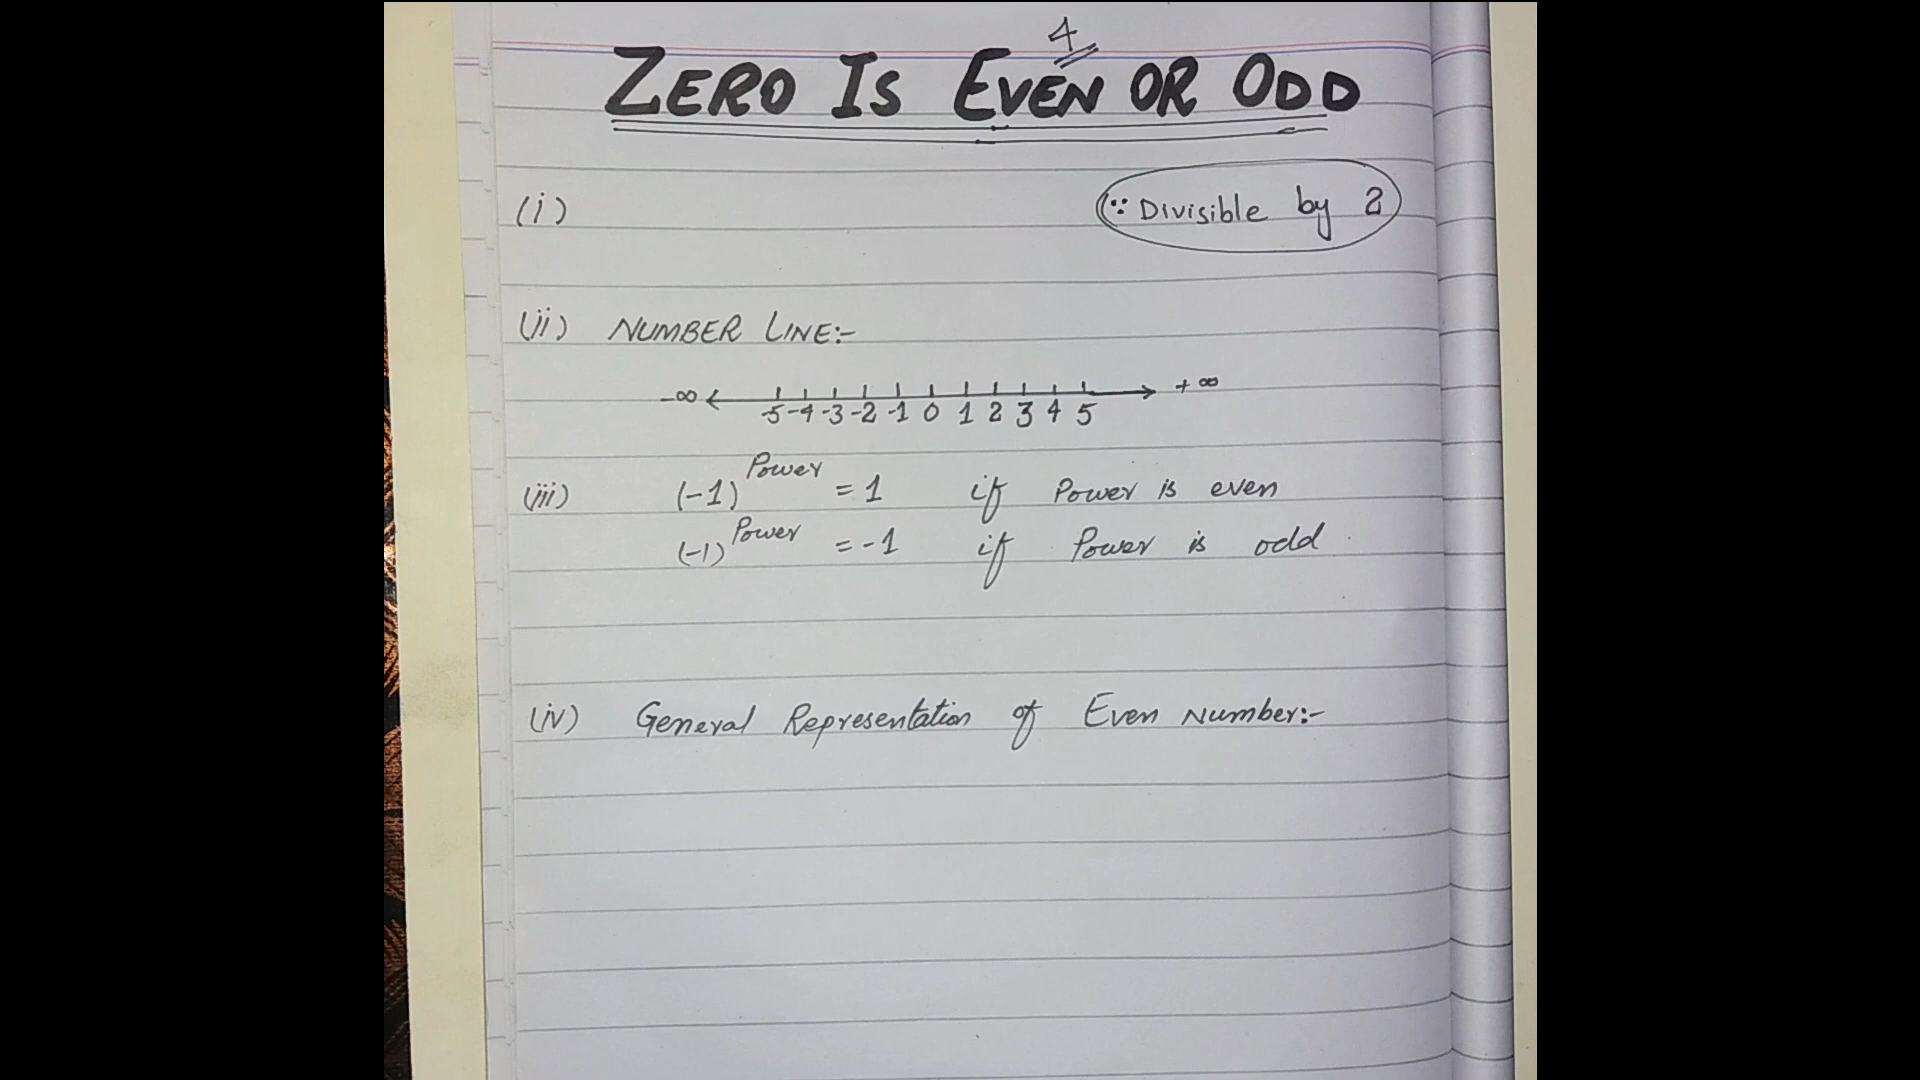 4
ZERO IS EVEN OR ODD
(i) (∵ Divisible by 2)
(ii) NUMBER LINE:-
-∞ -5 -4 -3 -2 -1 0 1 2 3 4 5 +∞
(iii) (-1)^Power = 1 if Power is even
(-1)^Power = -1 if Power is odd.
(iv) General Representation of Even Number:-